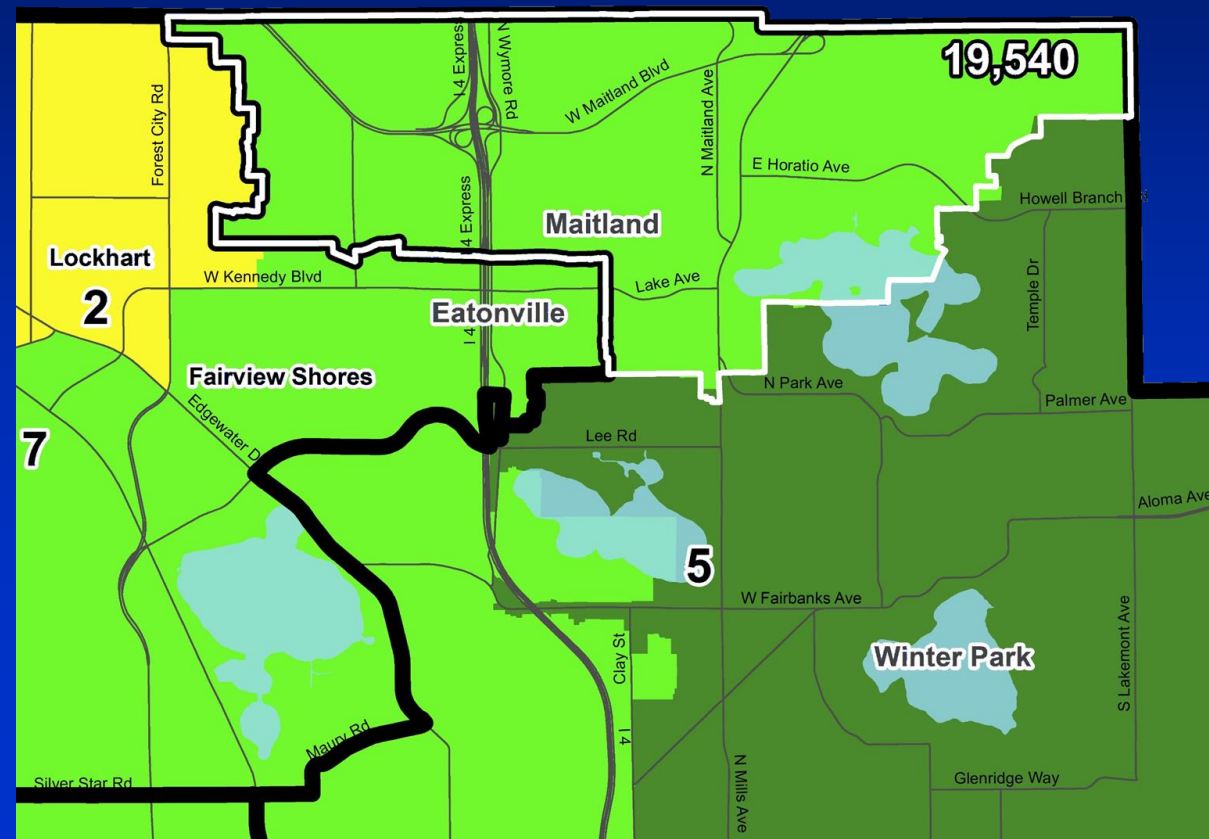 19,540
I 4 Express
N Wymore Rd
W Maitland Blvd
N Maitland Ave
Forest City Rd
E Horatio Ave
Howell Branch
4 Express
Maitland
Lockhart
2
W Kennedy Blvd
Lake Ave
Temple Dr
Eatonville
I 4
Fairview Shores
N Park Ave
Edgewater D
Palmer Ave
7
Lee Rd
Aloma Ave
5
W Fairbanks Ave
Clay St
Winter Park
S Lakemont Ave
Maury Rd
I 4
N Mills Ave
Silver Star Rd
Glenridge Way